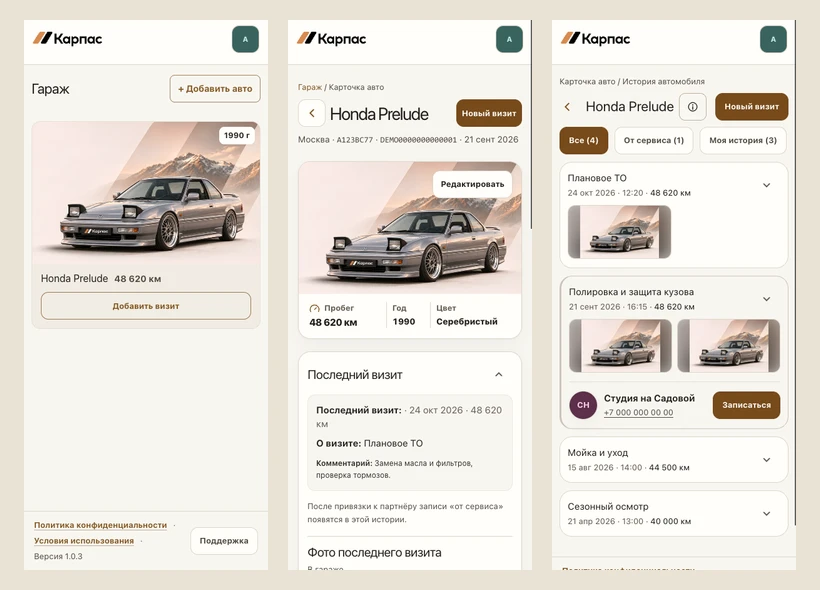 Карпас
А
Гараж
+ Добавить авто
1990 г
Карпас
Honda Prelude 48 620 км
Добавить визит
Политика конфиденциальности ·
Условия использования ·
Версия 1.0.3
Поддержка
Карпас
А
Гараж / Карточка авто
Honda Prelude
Новый визит
Москва · А123ВС77 · DEMO0000000000001 · 21 сент 2026
Редактировать
Карпас
Пробег
48 620 км
Год
1990
Цвет
Серебристый
Последний визит
Последний визит: · 24 окт 2026 · 48 620
км
О визите: Плановое ТО
Комментарий: Замена масла и фильтров,
проверка тормозов.
После привязки к партнёру записи «от сервиса»
появятся в этой истории.
Фото последнего визита
В гараже
Карпас
А
Карточка авто / История автомобиля
Honda Prelude
Новый визит
Все (4)
От сервиса (1)
Моя история (3)
Плановое ТО
24 окт 2026 · 12:20 · 48 620 км
Полировка и защита кузова
21 сент 2026 · 16:15 · 48 620 км
СН
Студия на Садовой
+7 000 000 00 00
Записаться
Мойка и уход
15 авг 2026 · 14:00 · 44 500 км
Сезонный осмотр
21 апр 2026 · 13:00 · 40 000 км
Политика конфиденциальности